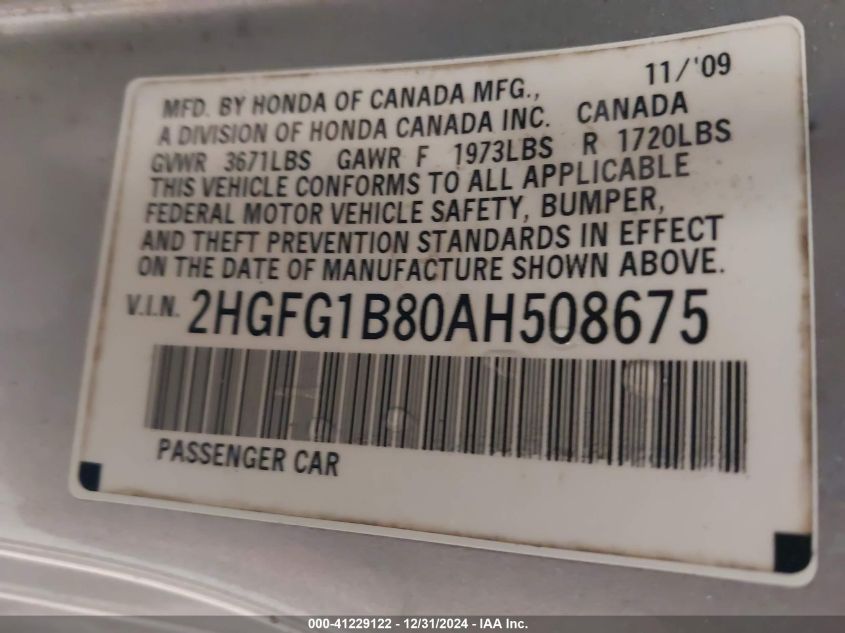 11/'09
MFD. BY HONDA OF CANADA MFG.,
A DIVISION OF HONDA CANADA INC. CANADA
GVWR 3671LBS GAWR F 1973LBS R 1720LBS
THIS VEHICLE CONFORMS TO ALL APPLICABLE
FEDERAL MOTOR VEHICLE SAFETY, BUMPER,
AND THEFT PREVENTION STANDARDS IN EFFECT
ON THE DATE OF MANUFACTURE SHOWN ABOVE.
V.I.N. 2HGFG1B80AH508675
PASSENGER CAR
000-41229122 - 12/31/2024 - IAA Inc.